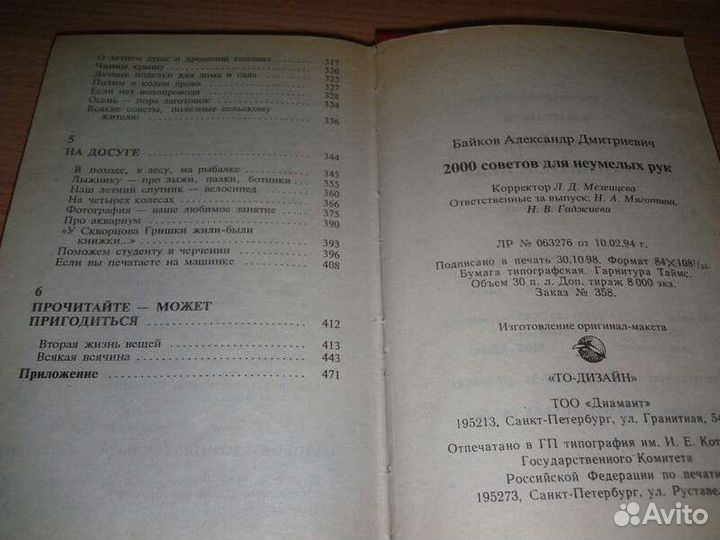 О летнем душе и дровяной колонке 317
Чиним крышу 320
Дачные поделки для дома и сада 323
Пилим и колем дрова 327
Если нет водопровода 328
Осень — пора заготовок 334
Всякие советы, полезные сельскому
жителю 336
5
НА ДОСУГЕ 344
В походе, в лесу, на рыбалке 345
Лыжнику — про лыжи, палки, ботинки 355
Наш летний спутник — велосипед 360
На четырех колесах 366
Фотография — ваше любимое занятие 375
Про аквариум 390
«У Скворцова Гришки жили-были
книжки...» 393
Поможем студенту в черчении 396
Если вы печатаете на машинке 408
6
ПРОЧИТАЙТЕ — МОЖЕТ
ПРИГОДИТЬСЯ 412
Вторая жизнь вещей 413
Всякая всячина 443
Приложение 471
Байков Александр Дмитриевич
2000 советов для неумелых рук
Корректор Л. Д. Мезенцева
Ответственные за выпуск: Н. А. Мяготина,
Н. В. Гаджиева
ЛР № 063276 от 10.02.94 г.
Подписано в печать 30.10.98. Формат 84×108 1/32.
Бумага типографская. Гарнитура Таймс.
Объем 30 п. л. Доп. тираж 8 000 экз.
Заказ № 358.
Изготовление оригинал-макета
«ТО-ДИЗАЙН»
ТОО «Диамант»
195213, Санкт-Петербург, ул. Гранитная, 54
Отпечатано в ГП типография им. И. Е. Кот
Государственного Комитета
Российской Федерации по печати
195273, Санкт-Петербург, ул. Руставе
Avito